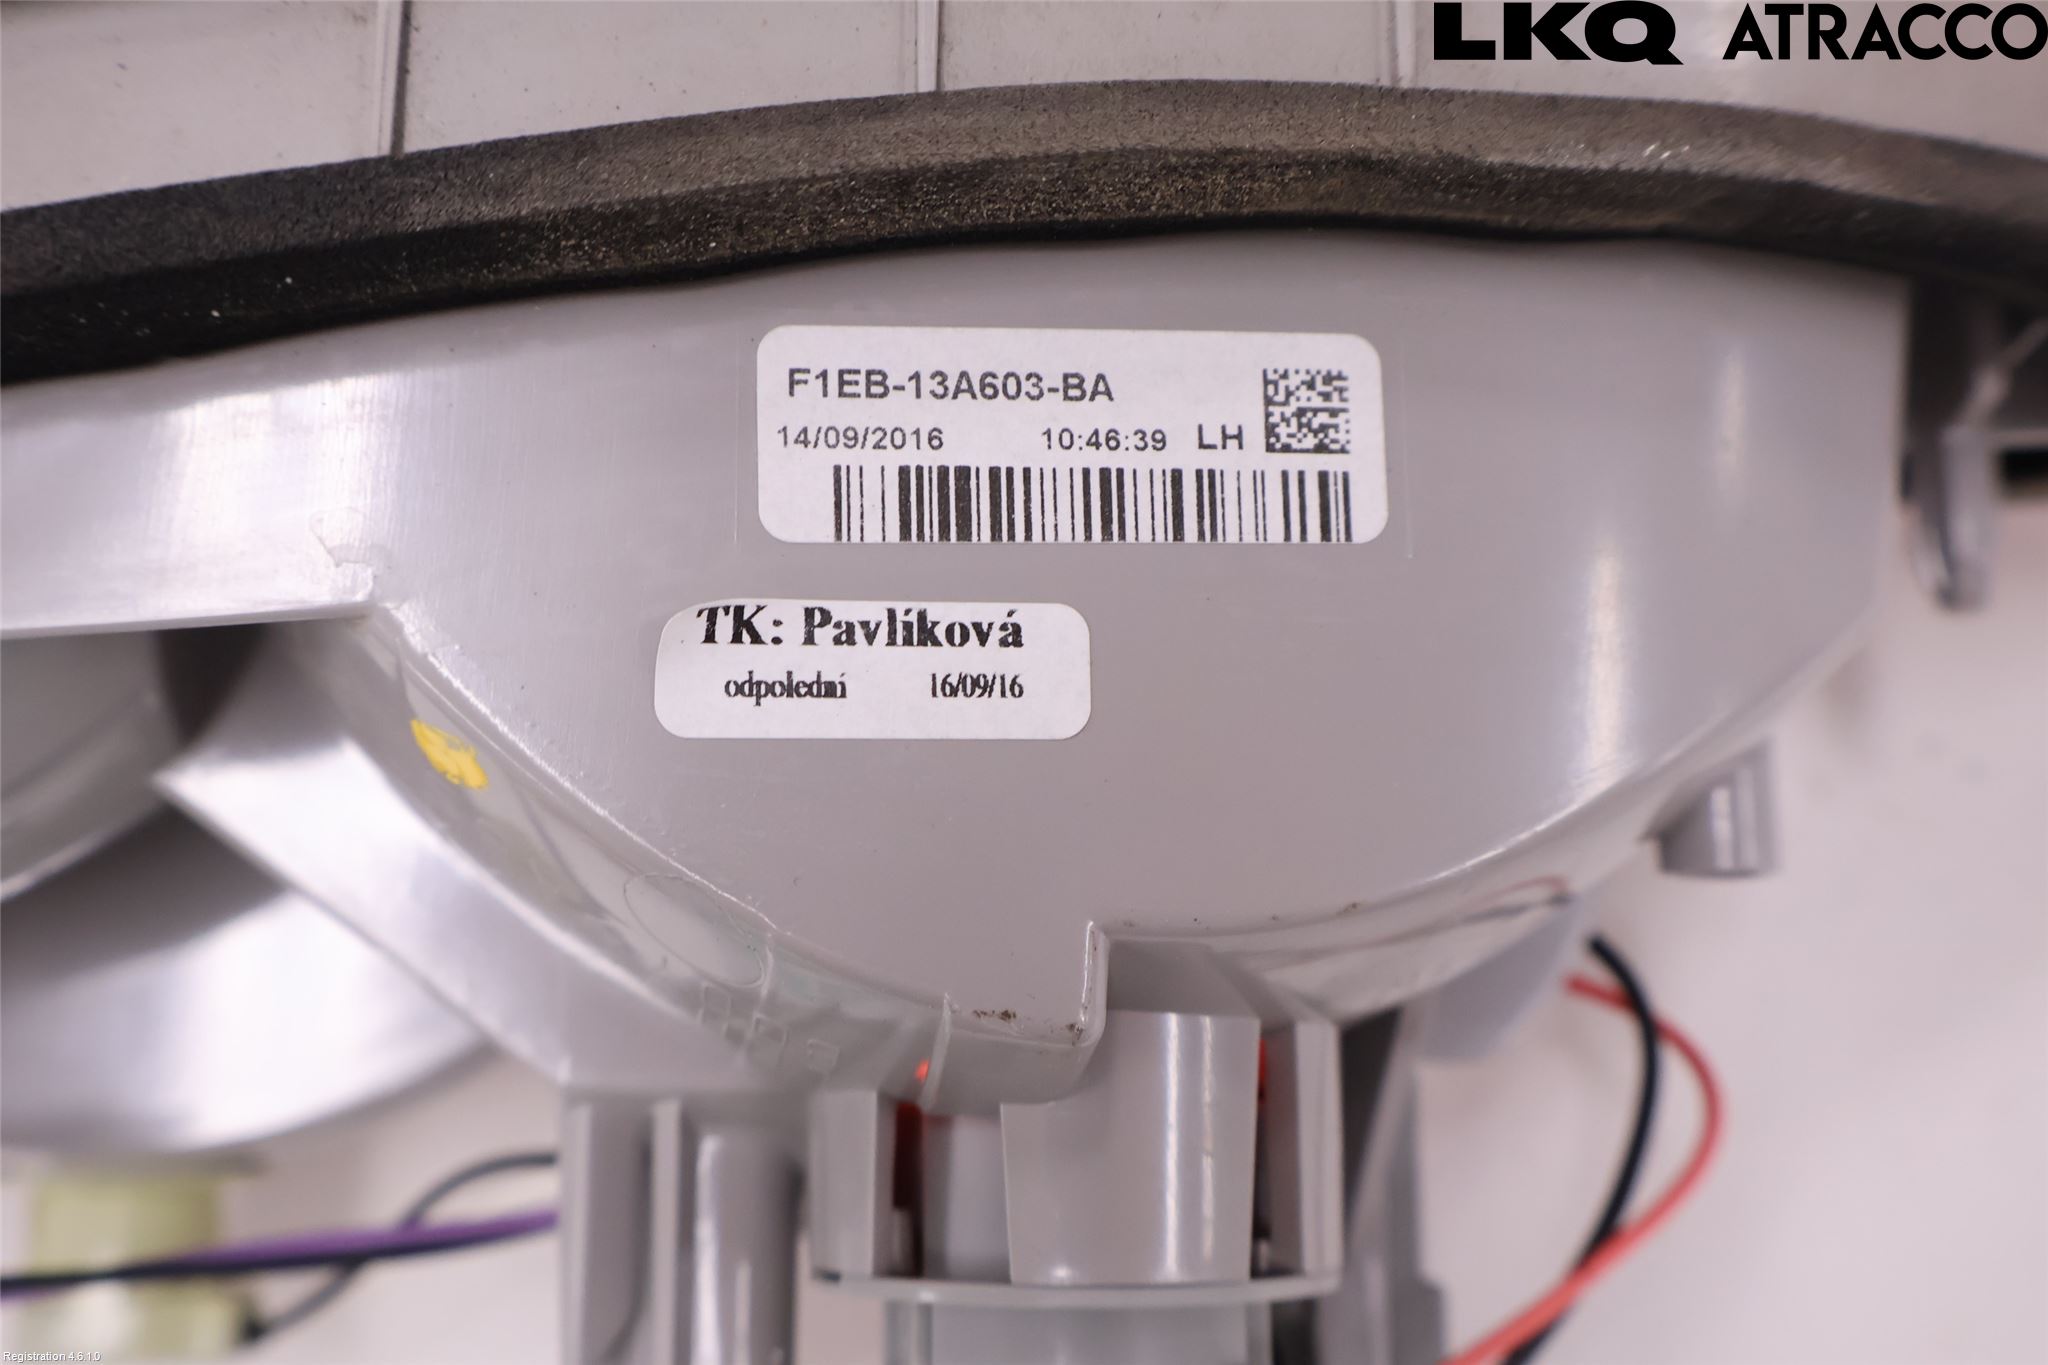 LKQ ATRACCO
F1EB-13A603-BA
14/09/2016 10:46:39 LH
TK: Pavlíková
odpolední 16/09/16
Registration 4.6.1.0